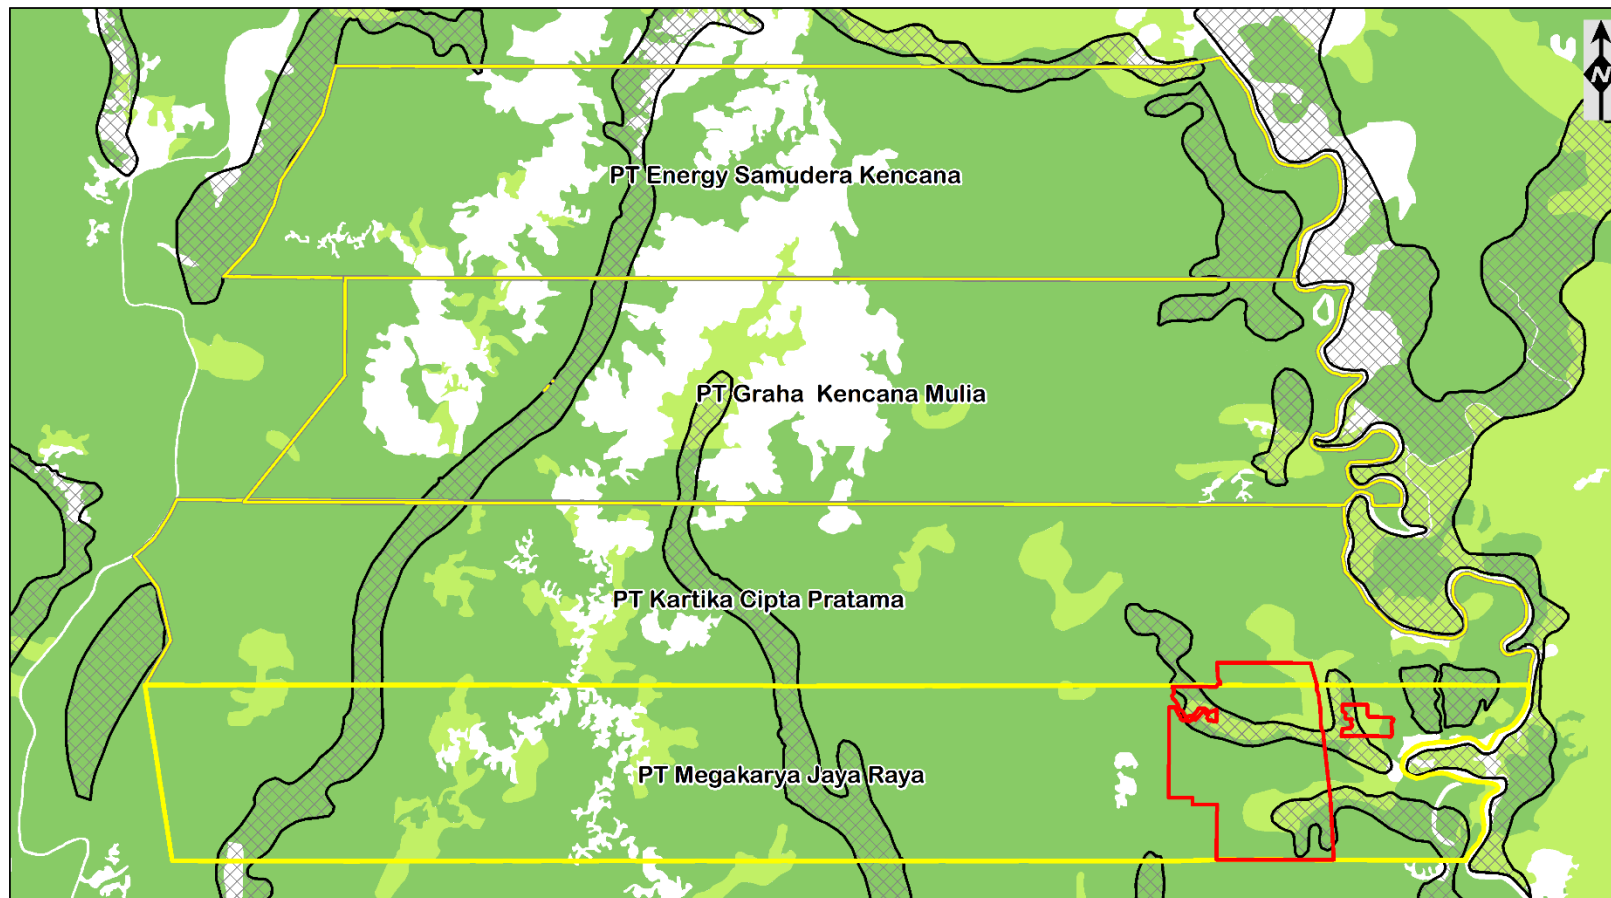 N
PT Energy Samudera Kencana
PT Graha Kencana Mulia
PT Kartika Cipta Pratama
PT Megakarya Jaya Raya